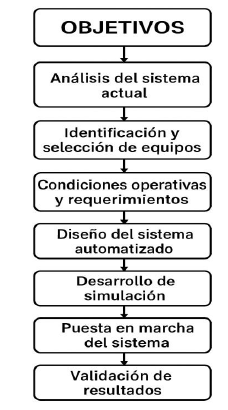 OBJETIVOS
Análisis del sistema
actual
Identificación y
selección de equipos
Condiciones operativas
y requerimientos
Diseño del sistema
automatizado
Desarrollo de
simulación
Puesta en marcha
del sistema
Validación de
resultados